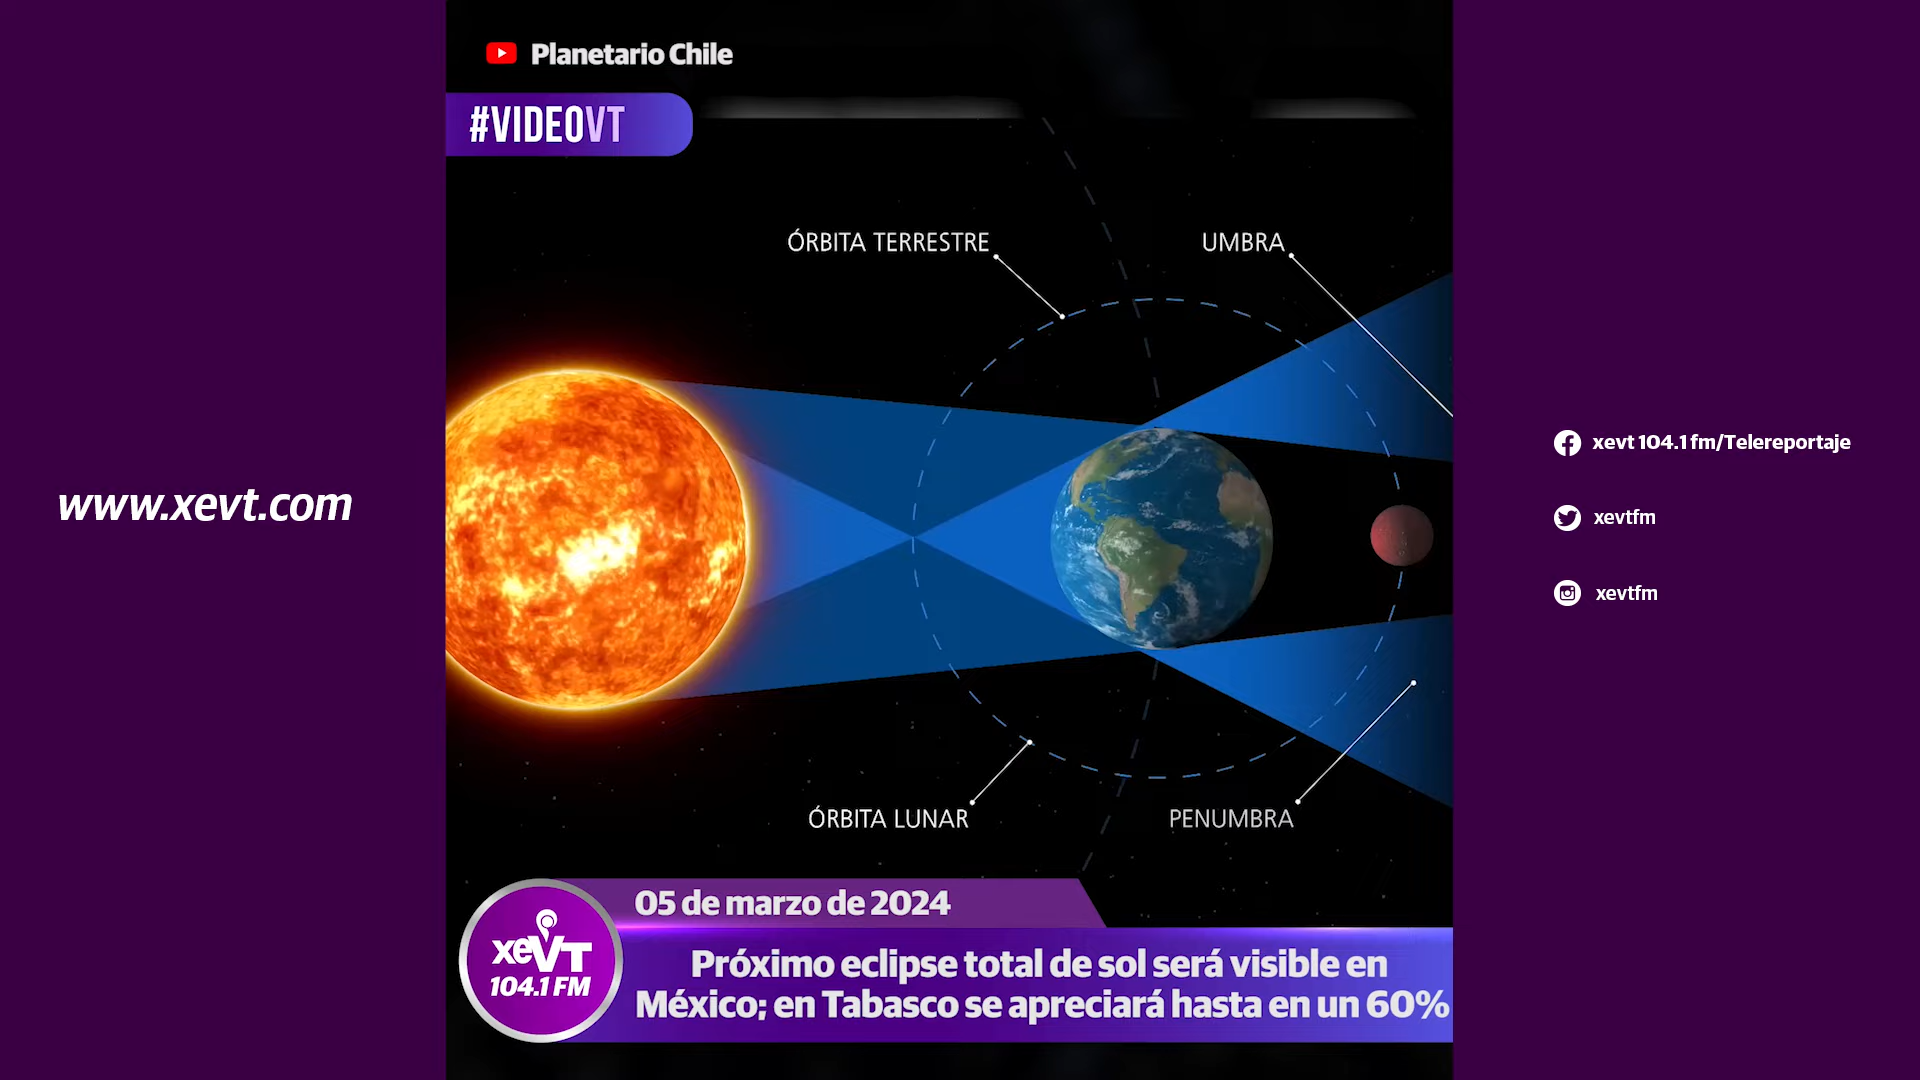 Planetario Chile
#VIDEOVT
ÓRBITA TERRESTRE
UMBRA
www.xevt.com
xevt 104.1 fm/Telereportaje
xevtfm
xevtfm
ÓRBITA LUNAR
PENUMBRA
05 de marzo de 2024
xeVT
104.1 FM
Próximo eclipse total de sol será visible en
México; en Tabasco se apreciará hasta en un 60%